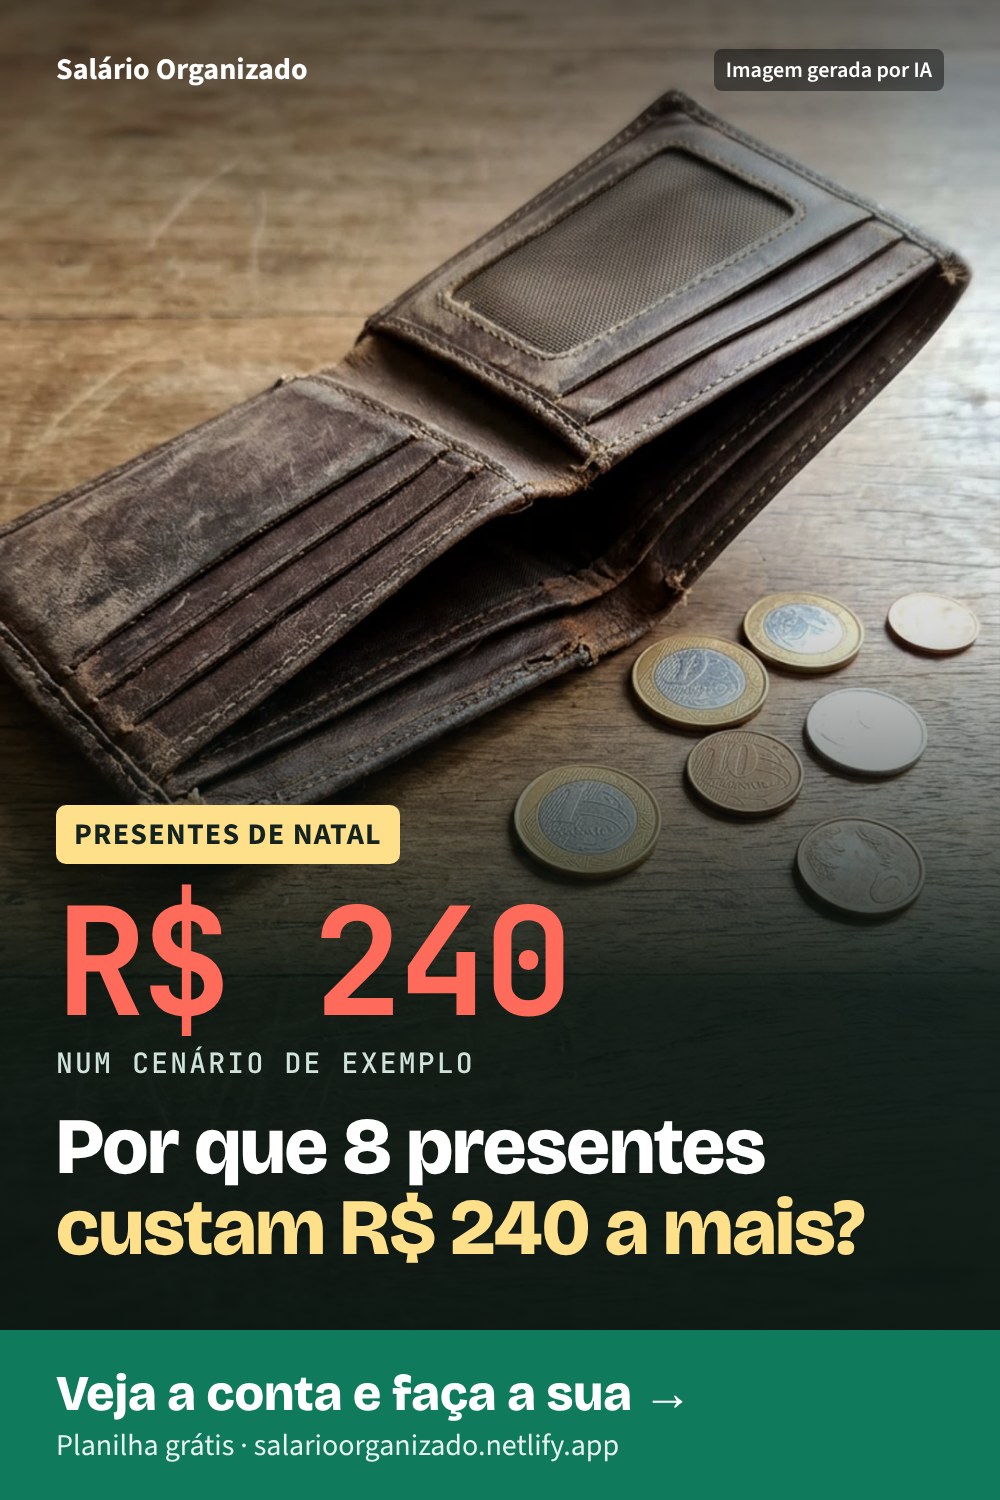 Salário Organizado
Imagem gerada por IA
10
PRESENTES DE NATAL
R$ 240
NUM CENÁRIO DE EXEMPLO
Por que 8 presentes
custam R$ 240 a mais?
Veja a conta e faça a sua →
Planilha grátis · salarioorganizado.netlify.app